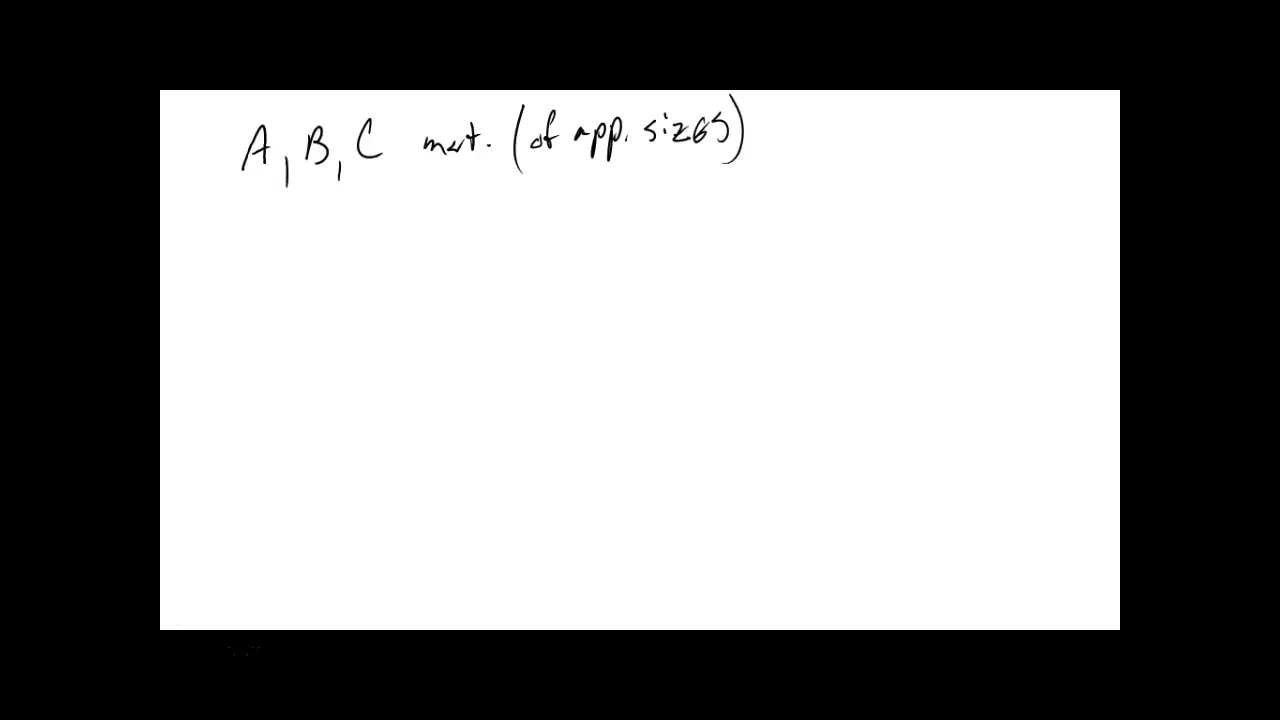 A, B, C mat. (of app. sizes)